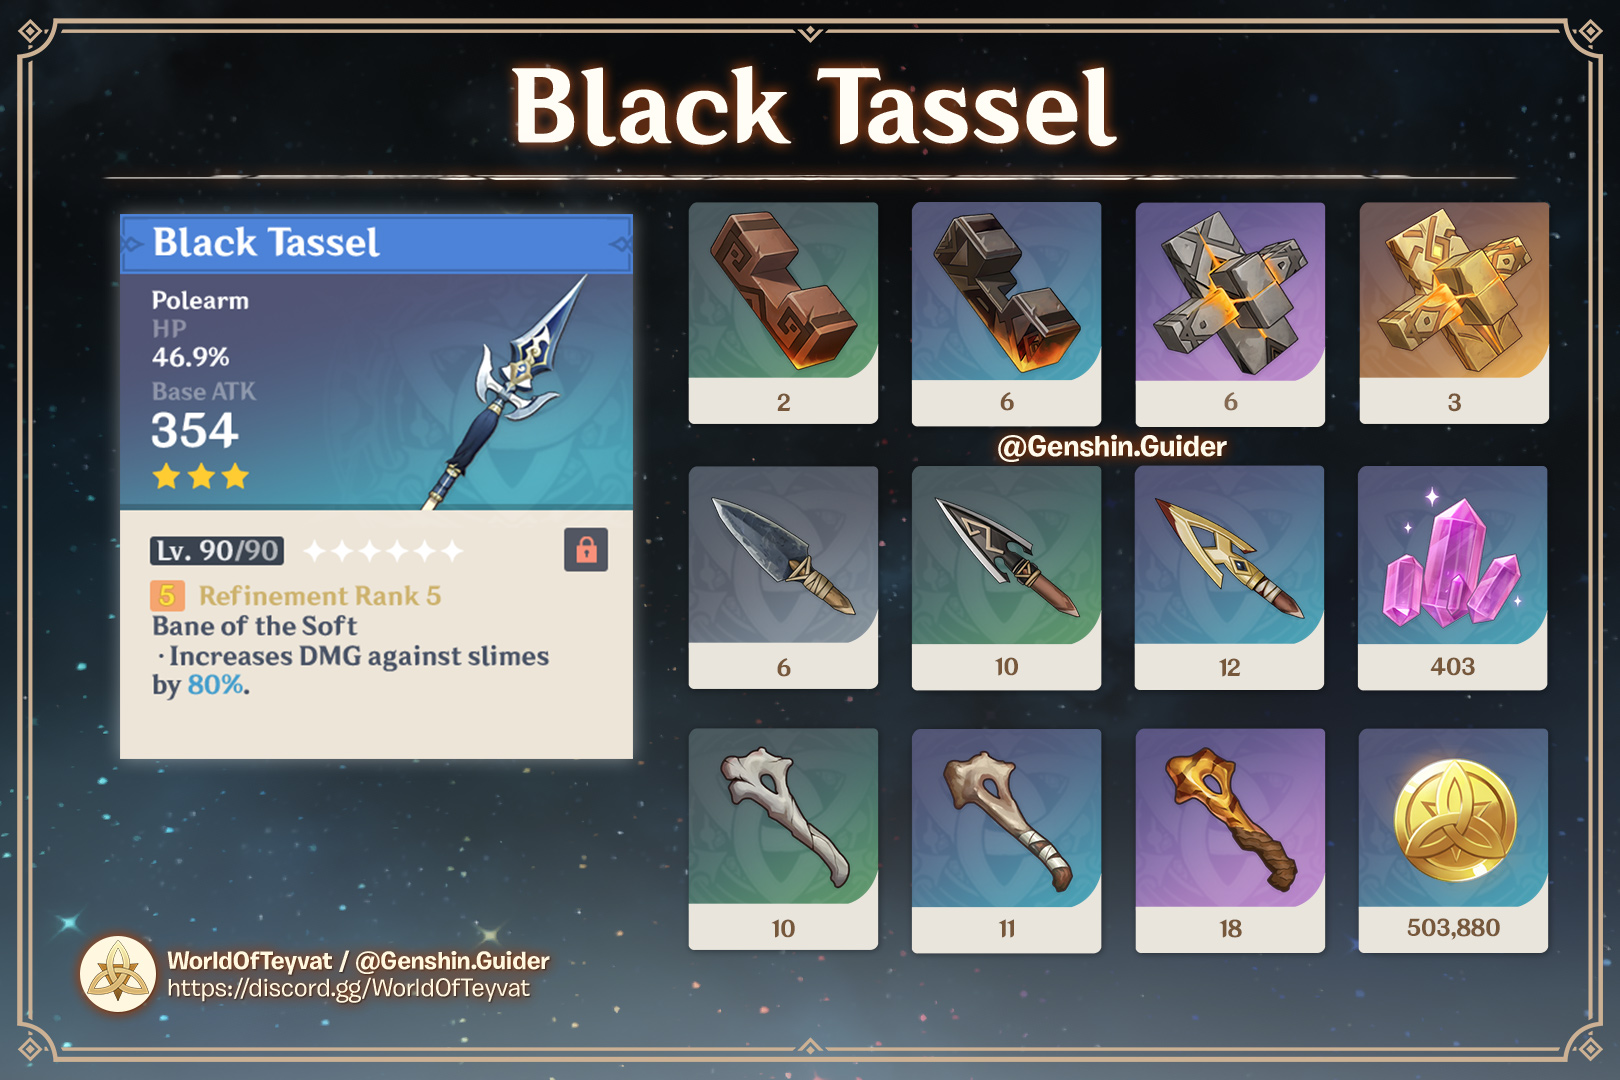 Black Tassel
Black Tassel
Polearm
HP
46.9%
Base ATK
354
Lv. 90/90
5 Refinement Rank 5
Bane of the Soft
·Increases DMG against slimes
by 80%.
2
6
6
3
@Genshin.Guider
6
10
12
403
10
11
18
503,880
WorldOfTeyvat / @Genshin.Guider
https://discord.gg/WorldOfTeyvat